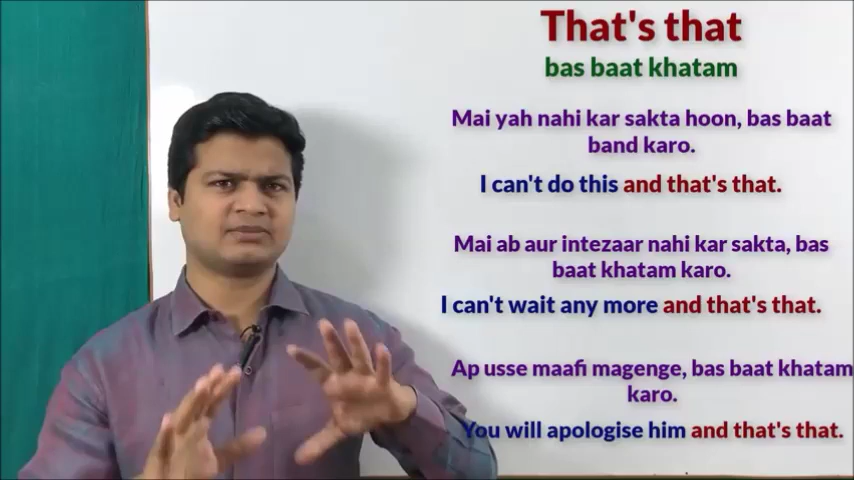 That's that
bas baat khatam
Mai yah nahi kar sakta hoon, bas baat
band karo.
I can't do this and that's that.
Mai ab aur intezaar nahi kar sakta, bas
baat khatam karo.
I can't wait any more and that's that.
Ap usse maafi magenge, bas baat khatam
karo.
You will apologise him and that's that.